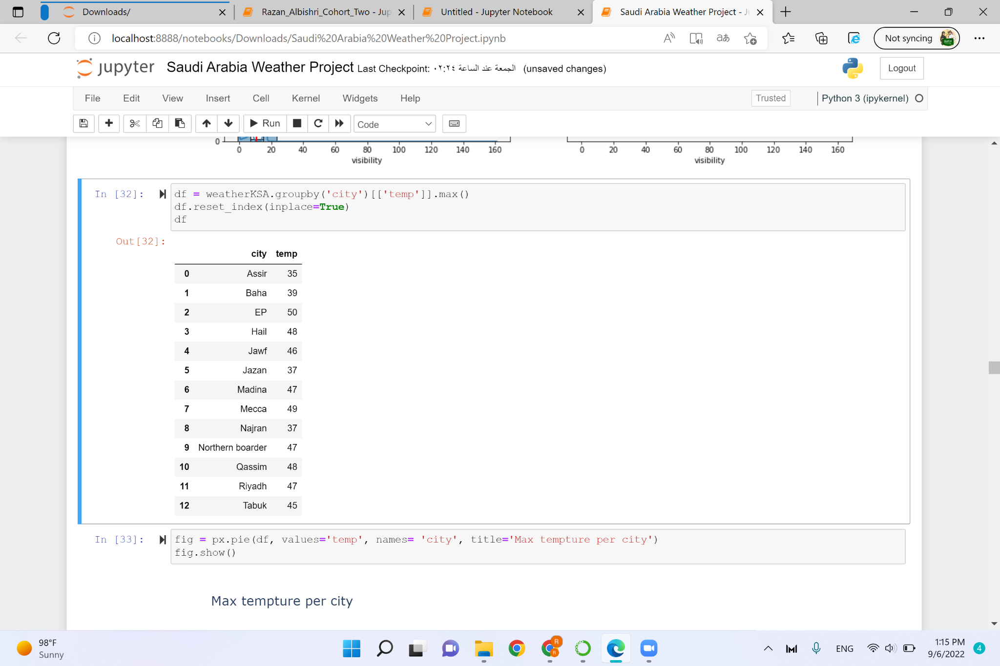 Downloads/
Razan_Albishri_Cohort_Two - Jup
Untitled - Jupyter Notebook
Saudi Arabia Weather Project - Ju
localhost:8888/notebooks/Downloads/Saudi%20Arabia%20Weather%20Project.ipynb
Not syncing
jupyter Saudi Arabia Weather Project Last Checkpoint: الجمعة عند الساعة ٠٢:٢٤ (unsaved changes)
Logout
File Edit View Insert Cell Kernel Widgets Help
Trusted
Python 3 (ipykernel)
Run
Code
0
0 20 40 60 80 100 120 140 160
visibility
0 20 40 60 80 100 120 140 160
visibility
In [32]:
df = weatherKSA.groupby('city')[['temp']].max()
df.reset_index(inplace=True)
df
Out[32]:
city temp
0 Assir 35
1 Baha 39
2 EP 50
3 Hail 48
4 Jawf 46
5 Jazan 37
6 Madina 47
7 Mecca 49
8 Najran 37
9 Northern boarder 47
10 Qassim 48
11 Riyadh 47
12 Tabuk 45
In [33]:
fig = px.pie(df, values='temp', names= 'city', title='Max tempture per city')
fig.show()
Max tempture per city
98°F
Sunny
R
R
ENG
1:15 PM
9/6/2022
4